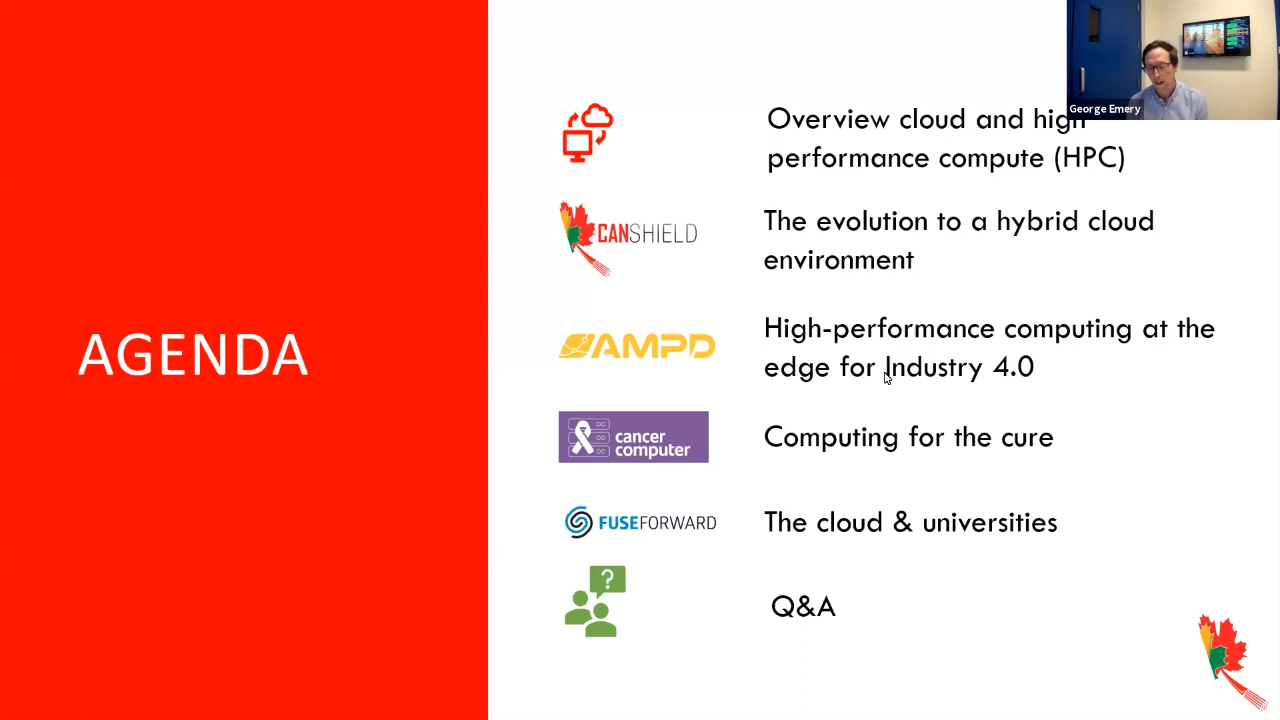 AGENDA
George Emery
Overview cloud and high
performance compute (HPC)
CANSHIELD
The evolution to a hybrid cloud
environment
AMPD
High-performance computing at the
edge for Industry 4.0
cancer
computer
Computing for the cure
FUSEFORWARD
The cloud & universities
?
Q&A